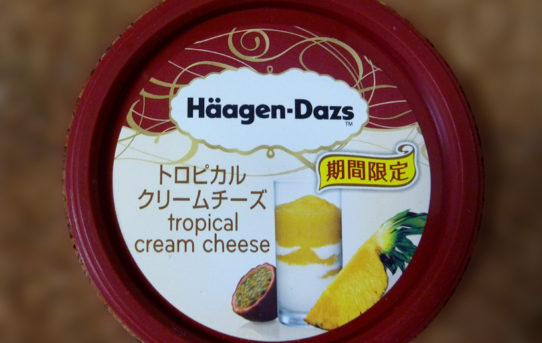 Häagen-Dazs
TM
期間限定
トロピカル
クリームチーズ
tropical
cream cheese